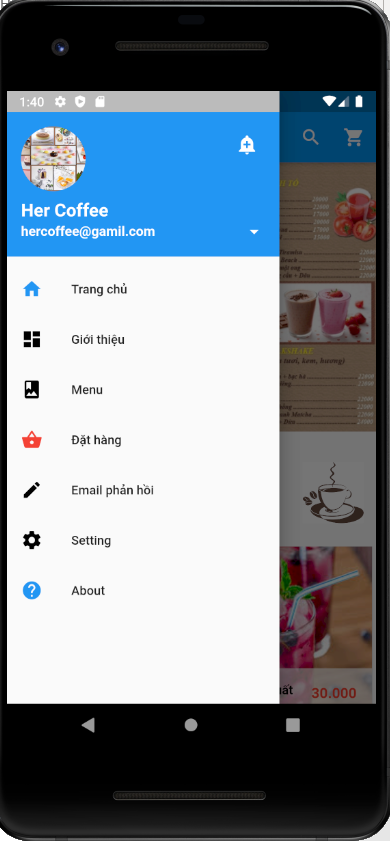 1:40
Her Coffee
hercoffee@gamil.com
Trang chủ
Giới thiệu
Menu
Đặt hàng
Email phản hồi
Setting
About
30.000